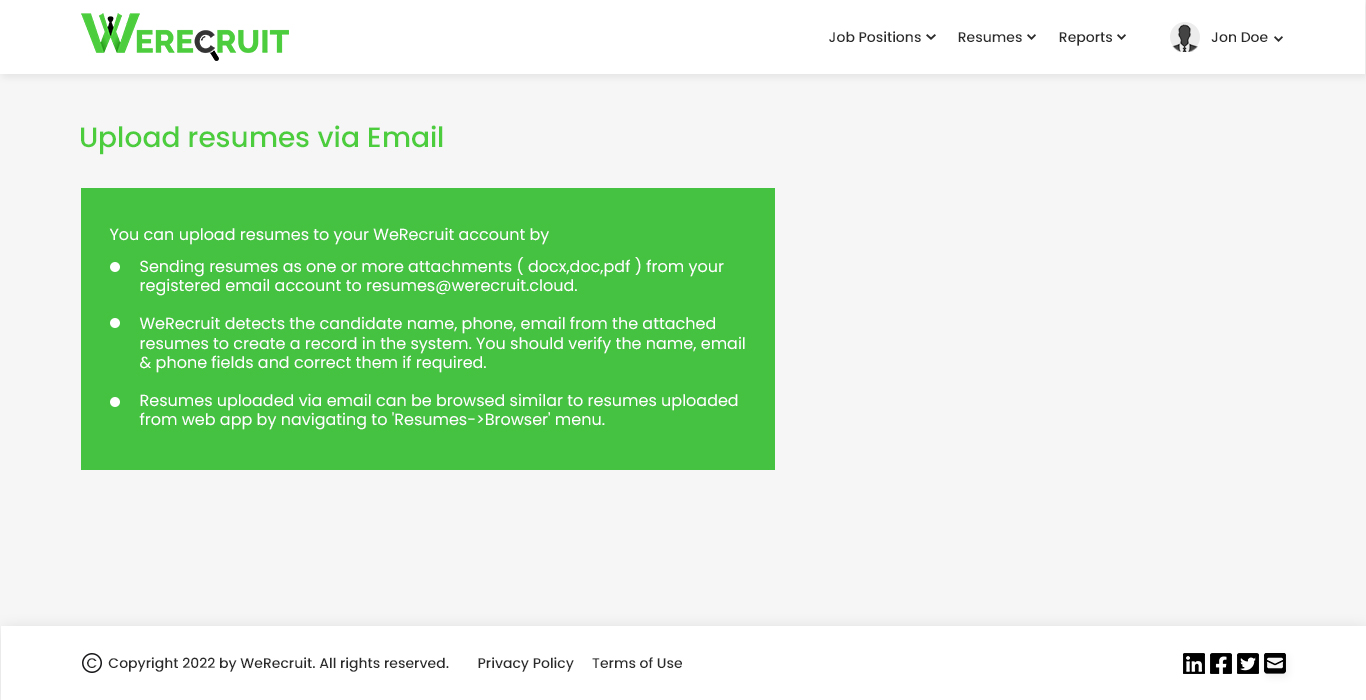 WERECRUIT
Job Positions Resumes Reports Jon Doe
Upload resumes via Email
You can upload resumes to your WeRecruit account by
Sending resumes as one or more attachments ( docx,doc,pdf ) from your
registered email account to resumes@werecruit.cloud.
WeRecruit detects the candidate name, phone, email from the attached
resumes to create a record in the system. You should verify the name, email
& phone fields and correct them if required.
Resumes uploaded via email can be browsed similar to resumes uploaded
from web app by navigating to 'Resumes->Browser' menu.
© Copyright 2022 by WeRecruit. All rights reserved. Privacy Policy Terms of Use